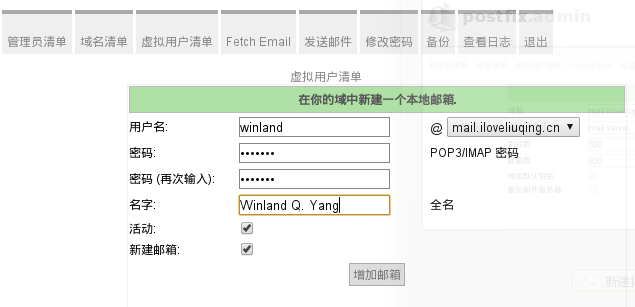 postfix.admin
管理员清单 域名清单 虚拟用户清单 Fetch Email 发送邮件 修改密码 备份 查看日志 退出
虚拟用户清单
在你的域中新建一个本地邮箱.
用户名: winland @ mail.iloveliuqing.cn ▼
密码: ••••••• POP3/IMAP 密码
密码 (再次输入): •••••••
名字: Winland Q. Yang 全名
活动:
新建邮箱:
增加邮箱